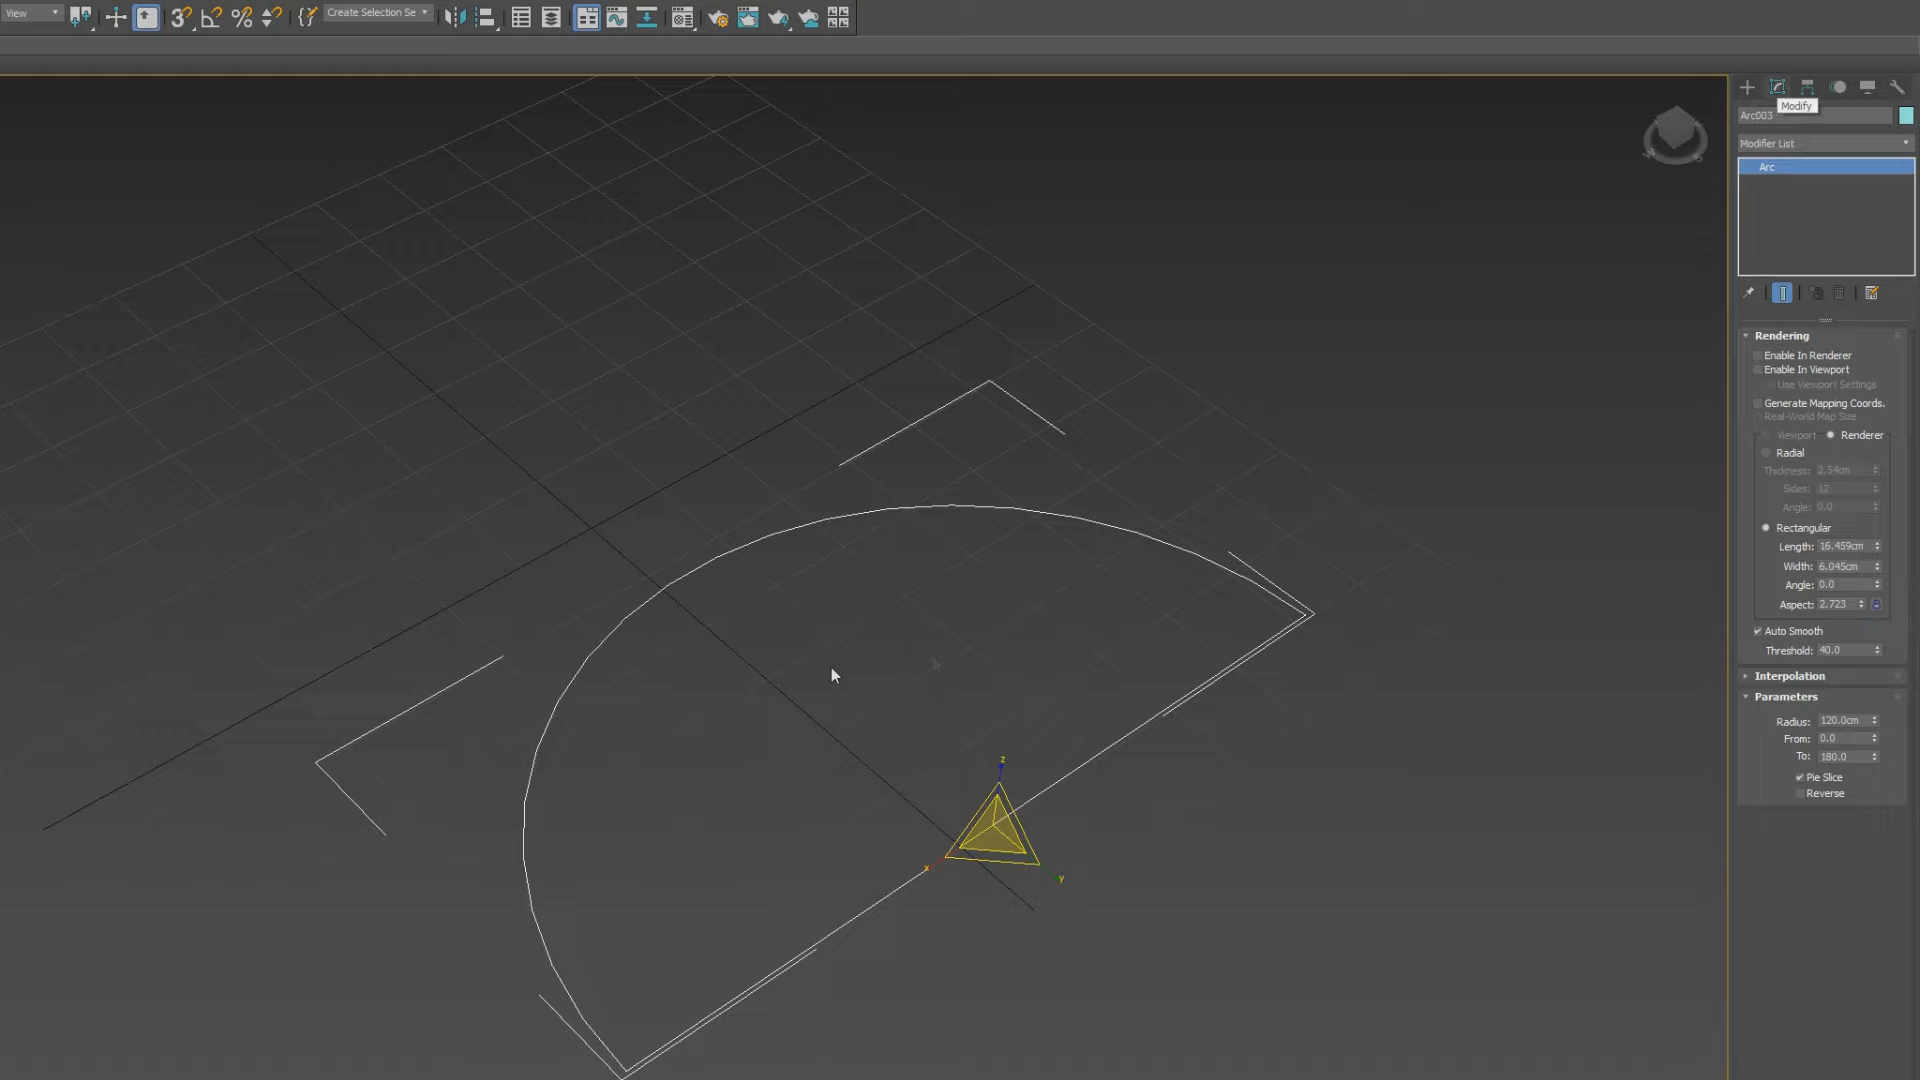 View
Create Selection Se
Modify
Arc003
Modifier List
Arc
Rendering
Enable In Renderer
Enable In Viewport
Use Viewport Settings
Generate Mapping Coords.
Real-World Map Size
Viewport Renderer
Radial
Thickness: 2.54cm
Sides: 12
Angle: 0.0
Rectangular
Length: 16.459cm
Width: 6.045cm
Angle: 0.0
Aspect: 2.723
Auto Smooth
Threshold: 40.0
Interpolation
Parameters
Radius: 120.0cm
From: 0.0
To: 180.0
Pie Slice
Reverse
z
x
y